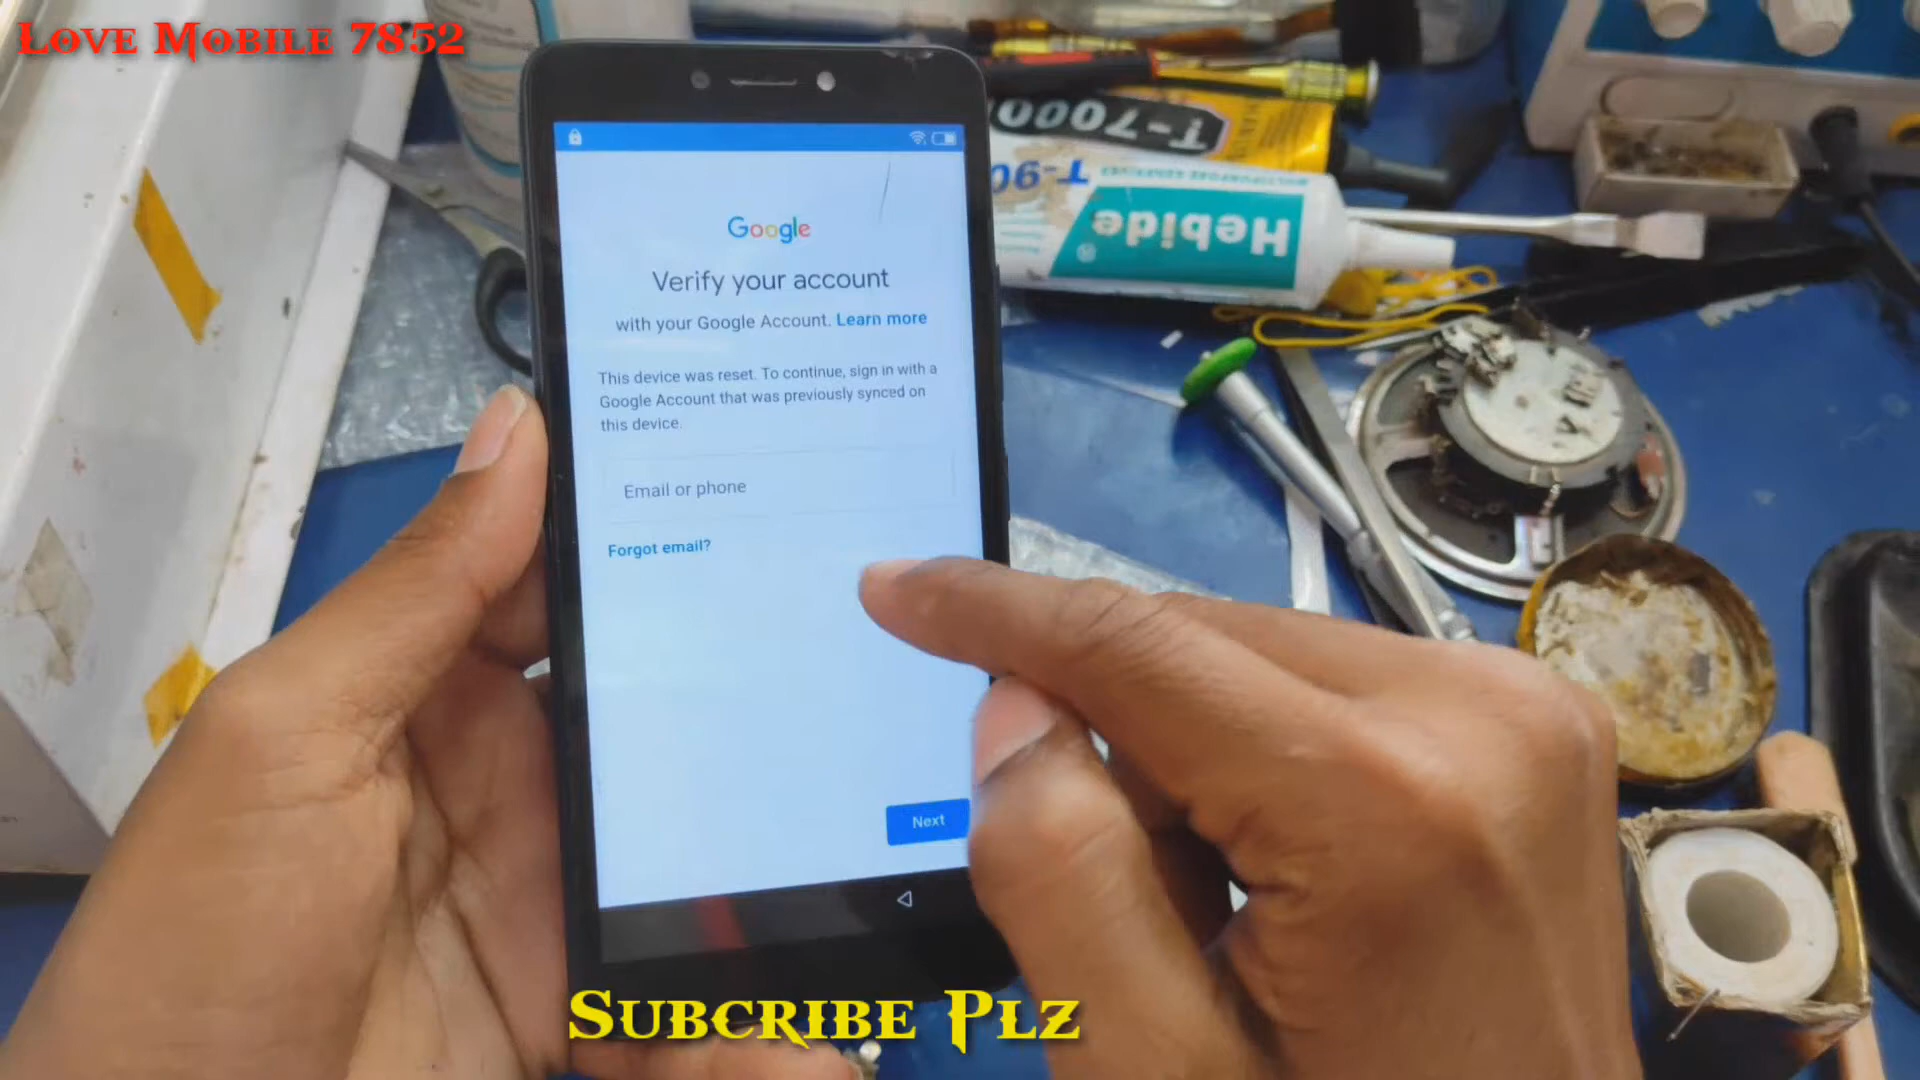 Love Mobile 7852
Google
Verify your account
with your Google Account. Learn more
This device was reset. To continue, sign in with a
Google Account that was previously synced on
this device.
Email or phone
Forgot email?
Next
T-7000
T-90
Hebide
Subcribe Plz